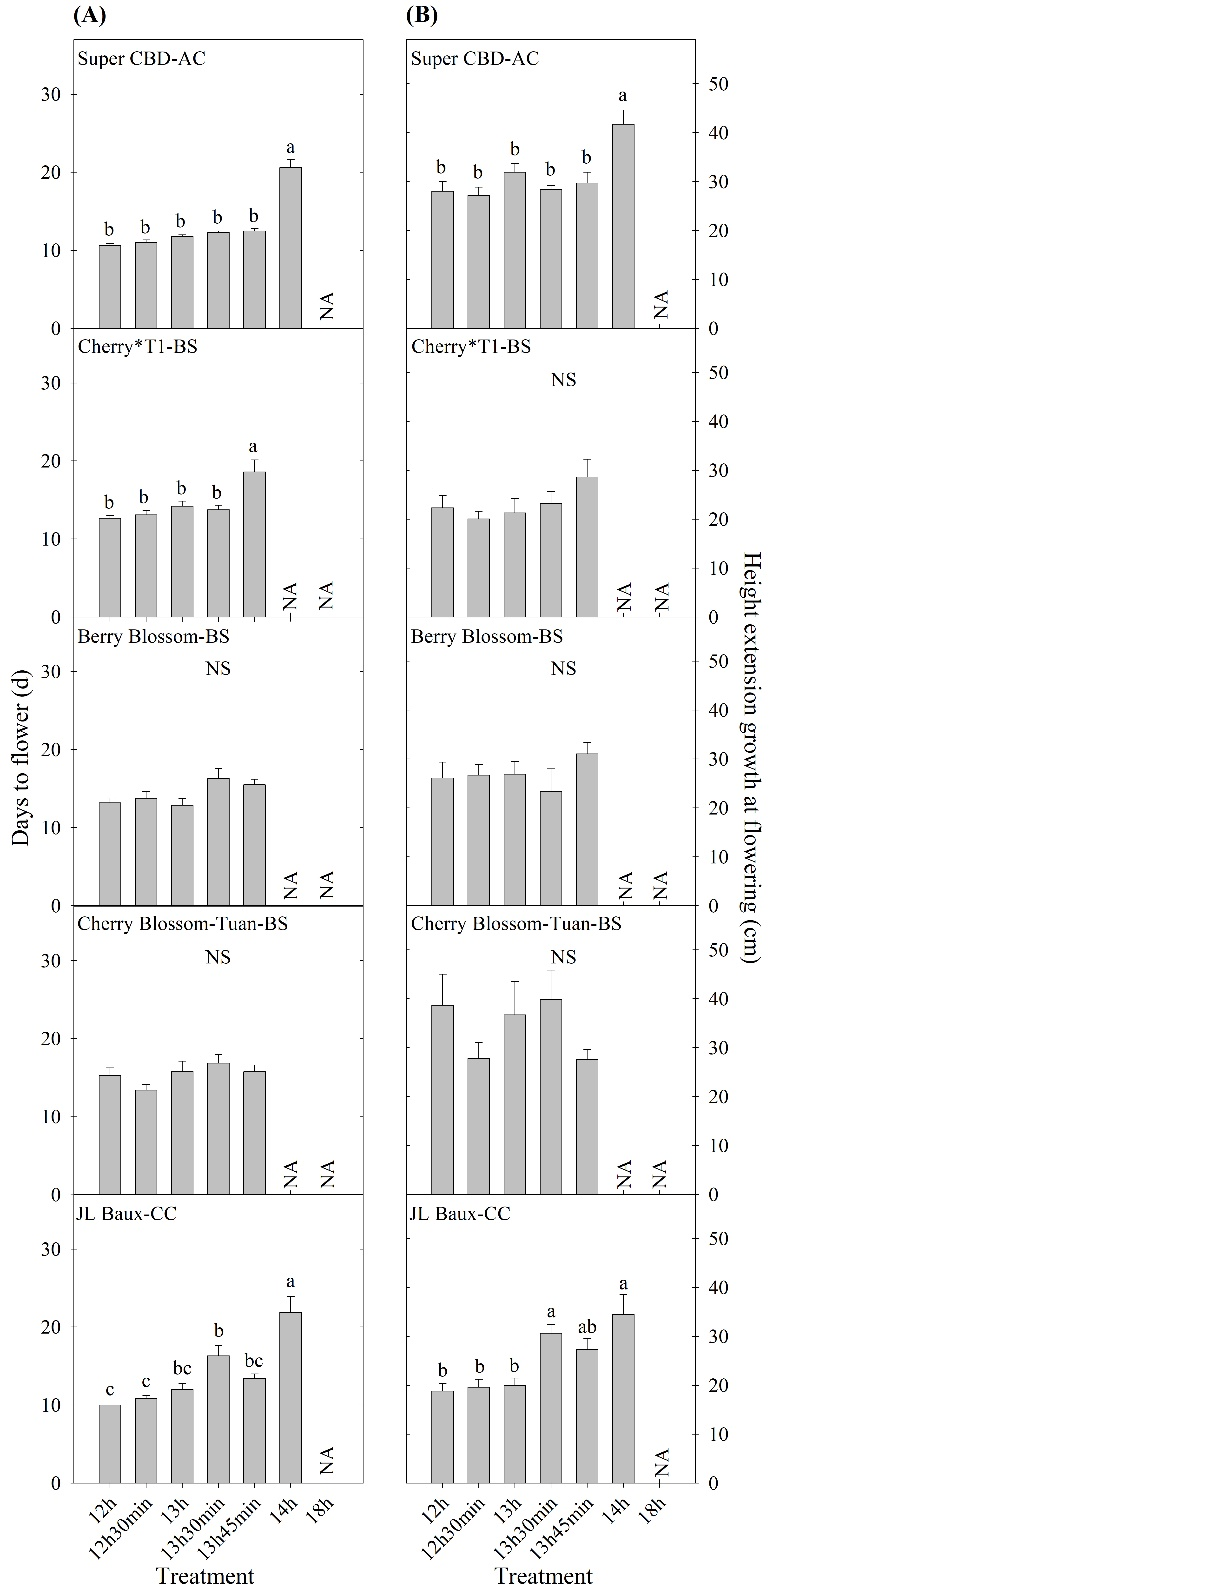 (A) (B)
Super CBD-AC
30
20
10
0
b b b b b a NA
Super CBD-AC
50
40
30
20
10
0
b b b b b a NA
Cherry*T1-BS
30
20
10
0
b b b b a NA NA
Cherry*T1-BS
NS
50
40
30
20
10
0
NA NA
Berry Blossom-BS
NS
30
20
10
0
NA NA
Berry Blossom-BS
NS
50
40
30
20
10
0
NA NA
Cherry Blossom-Tuan-BS
NS
30
20
10
0
NA NA
Cherry Blossom-Tuan-BS
NS
50
40
30
20
10
0
NA NA
JL Baux-CC
30
20
10
0
c c bc b bc a NA
JL Baux-CC
50
40
30
20
10
0
b b b a ab a NA
Days to flower (d)
Height extension growth at flowering (cm)
12h 12h30min 13h 13h30min 13h45min 14h 18h
12h 12h30min 13h 13h30min 13h45min 14h 18h
Treatment Treatment